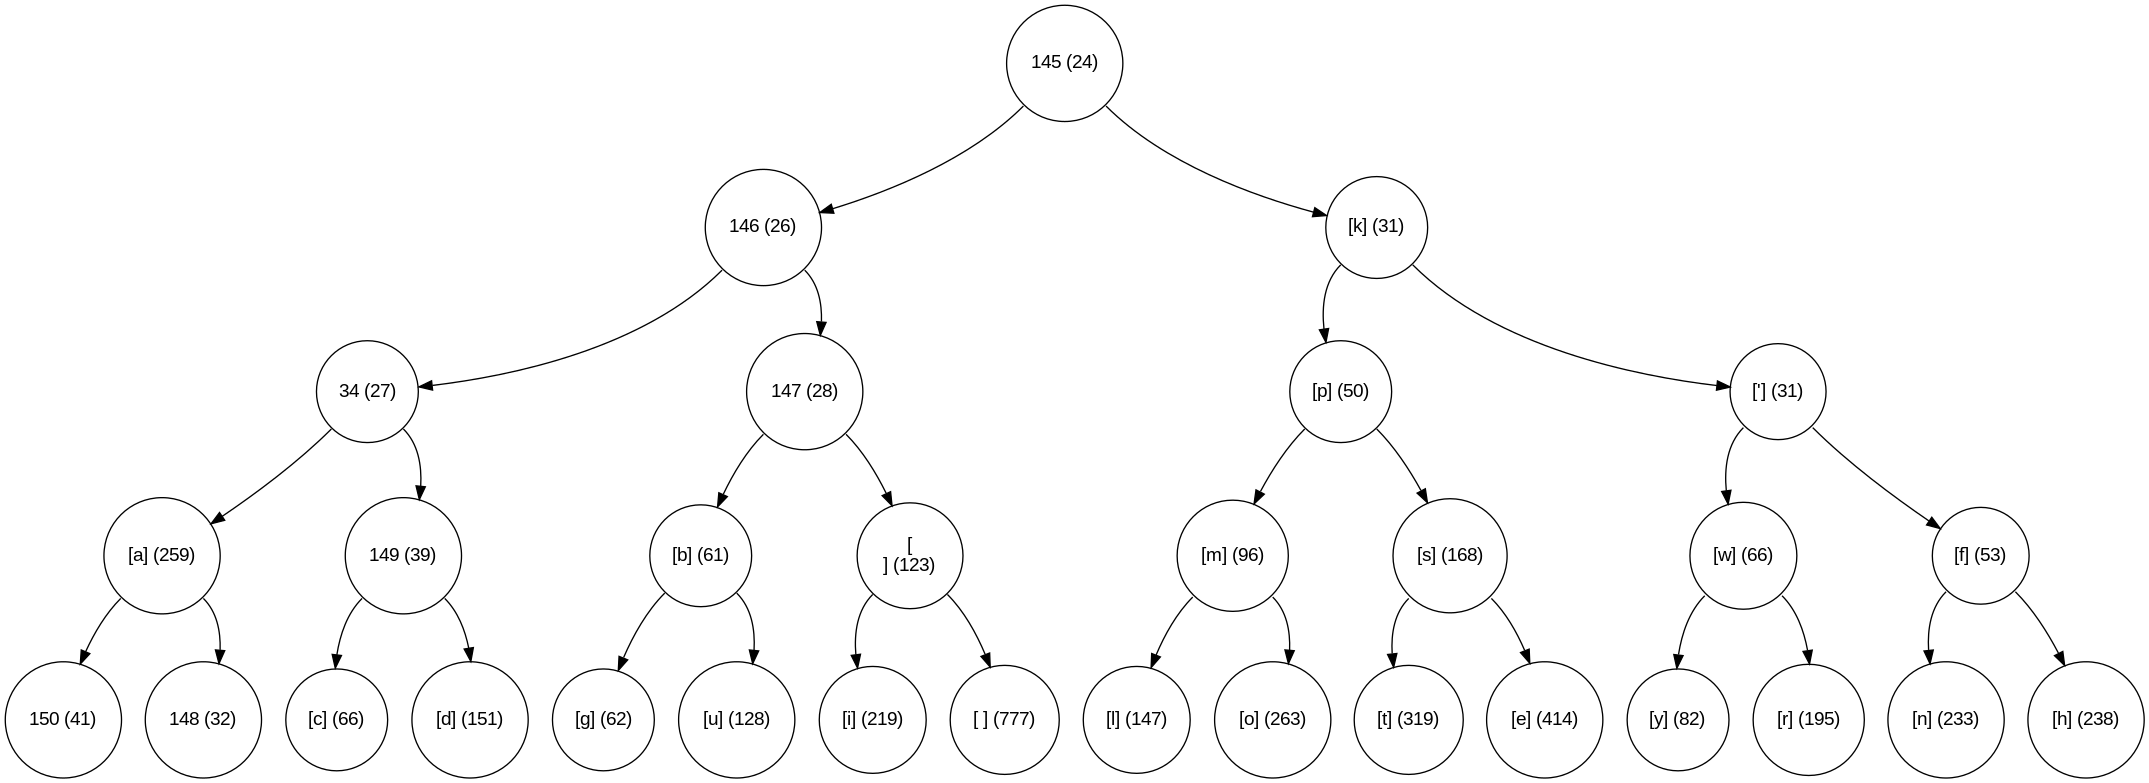 145 (24)
146 (26)
[k] (31)
34 (27)
147 (28)
[p] (50)
['] (31)
[a] (259)
149 (39)
[b] (61)
[
] (123)
[m] (96)
[s] (168)
[w] (66)
[f] (53)
150 (41)
148 (32)
[c] (66)
[d] (151)
[g] (62)
[u] (128)
[i] (219)
[ ] (777)
[l] (147)
[o] (263)
[t] (319)
[e] (414)
[y] (82)
[r] (195)
[n] (233)
[h] (238)